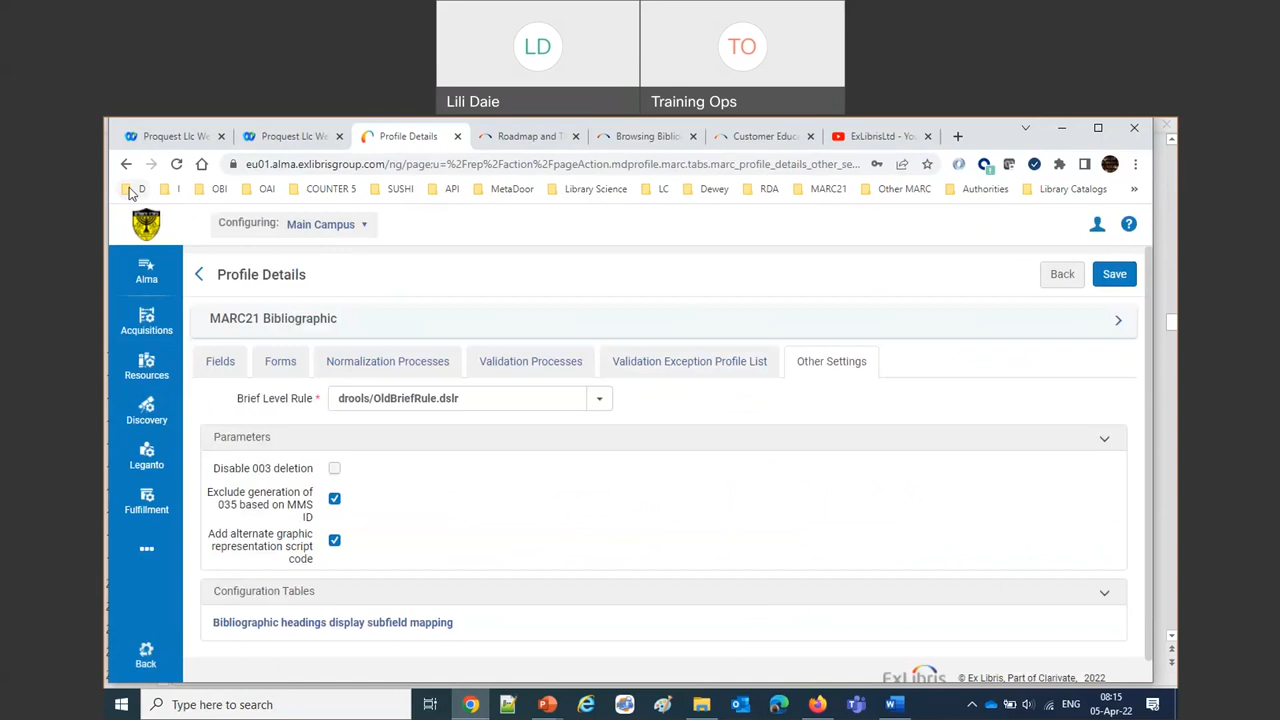 LD
TO
Lili Daie
Training Ops
Proquest Llc We
Proquest Llc We
Profile Details
Roadmap and T
Browsing Biblio
Customer Educ
ExLibrisLtd - Yo
eu01.alma.exlibrisgroup.com/ng/page;u=%2Frep%2Faction%2FpageAction.mdprofile.marc.tabs.marc_profile_details_other_se...
D
I
OBI
OAI
COUNTER 5
SUSHI
API
MetaDoor
Library Science
LC
Dewey
RDA
MARC21
Other MARC
Authorities
Library Catalogs
»
Configuring: Main Campus
Alma
Acquisitions
Resources
Discovery
Leganto
Fulfillment
Back
Profile Details
Back
Save
MARC21 Bibliographic
Fields
Forms
Normalization Processes
Validation Processes
Validation Exception Profile List
Other Settings
Brief Level Rule *
drools/OldBriefRule.dslr
Parameters
Disable 003 deletion
Exclude generation of
035 based on MMS
ID
Add alternate graphic
representation script
code
Configuration Tables
Bibliographic headings display subfield mapping
ExLibris
© Ex Libris, Part of Clarivate, 2022
Type here to search
ENG
08:15
05-Apr-22